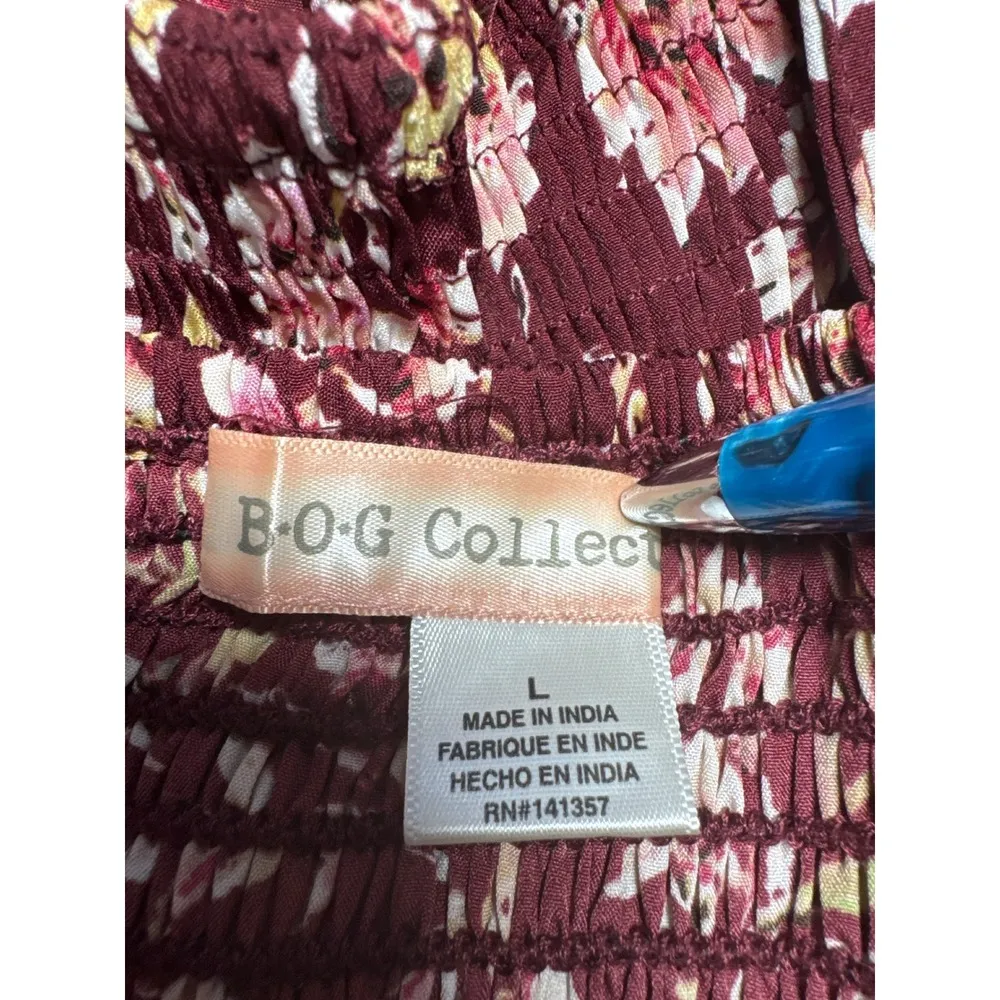 B·O·G Collect
L
MADE IN INDIA
FABRIQUE EN INDE
HECHO EN INDIA
RN#141357